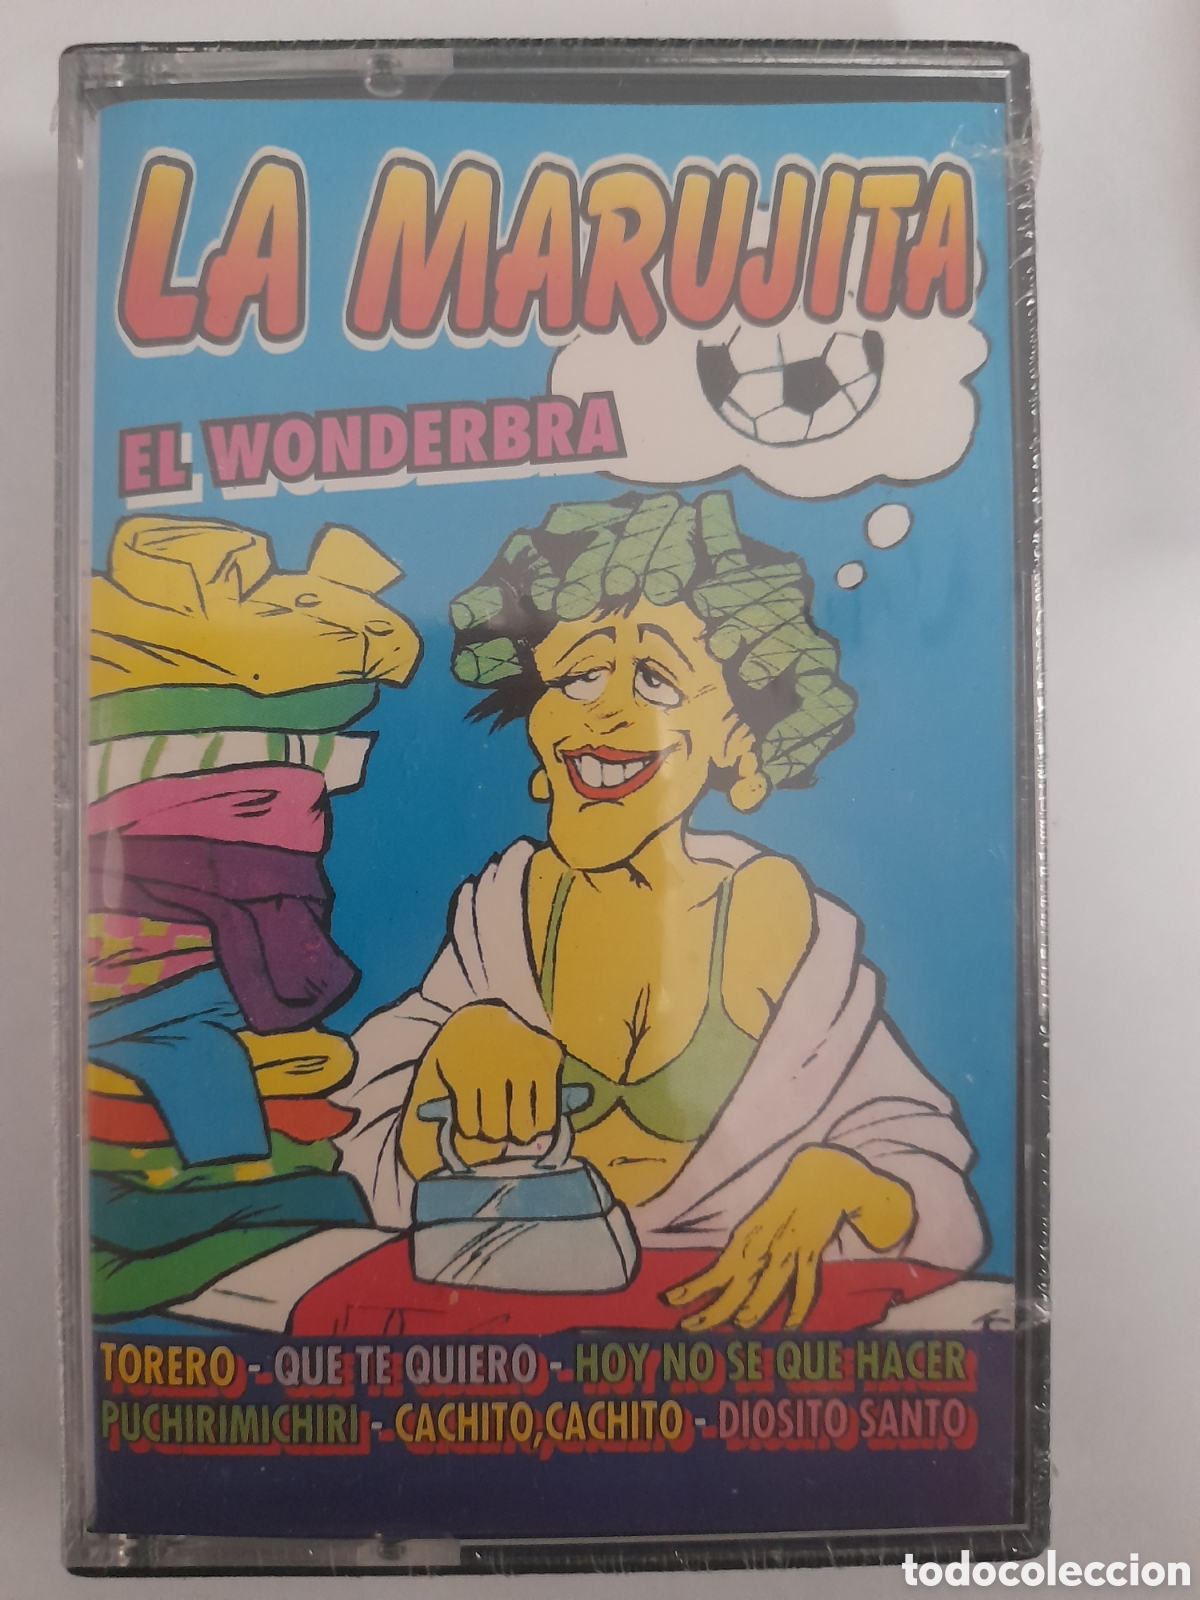 LA MARUJITA
EL WONDERBRA
TORERO - QUE TE QUIERO - HOY NO SE QUE HACER
PUCHIRIMICHIRI - CACHITO, CACHITO - DIOSITO SANTO
todocoleccion